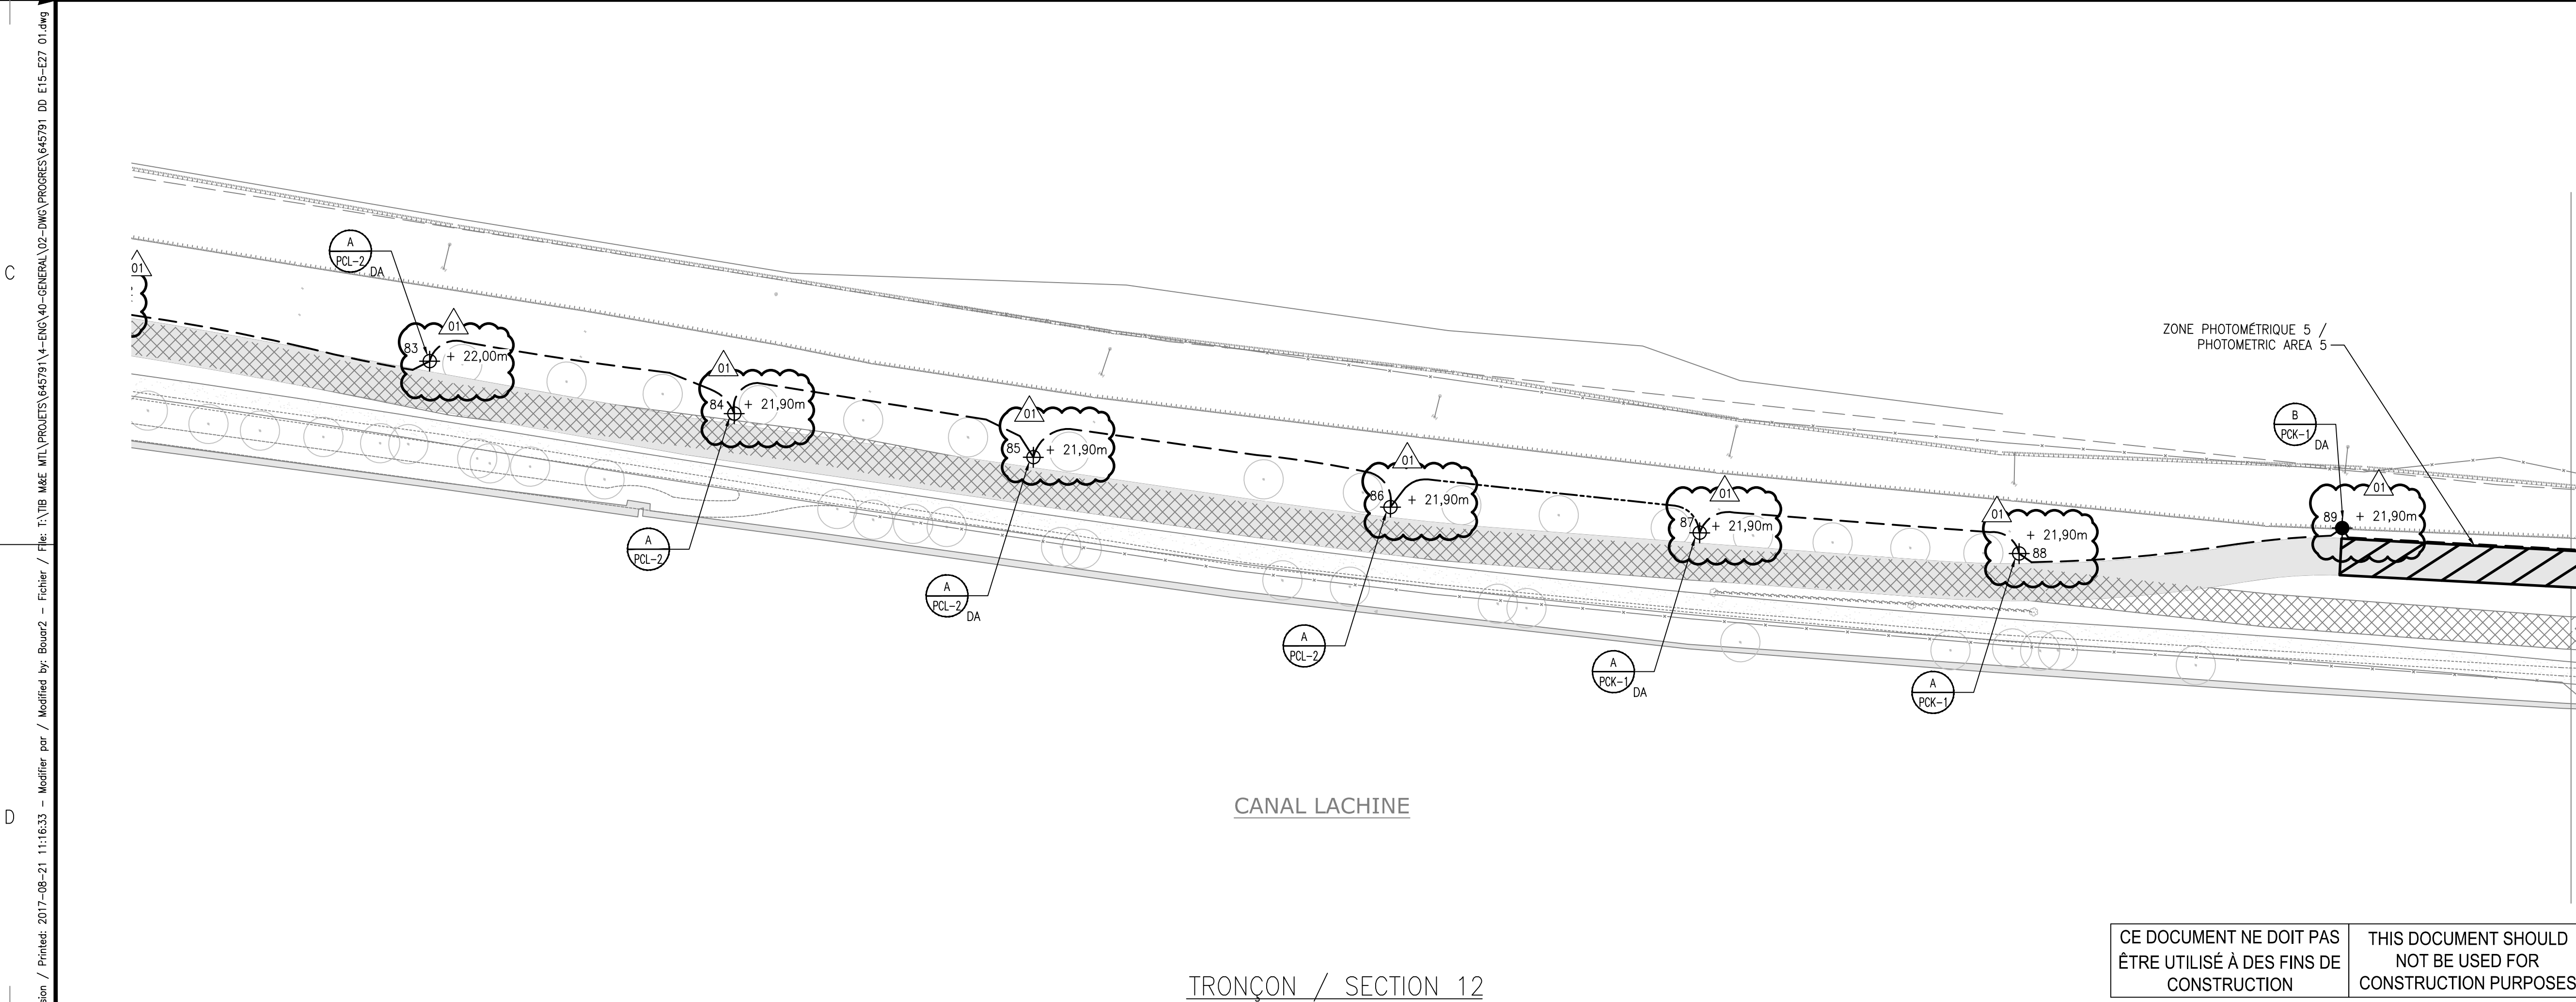 C
D
sion / Printed: 2017-08-21 11:16:33 - Modifier par / Modified by: Bouar2 - Fichier / File: T:\TIB M&E MTL\PROJETS\645791\4-ENG\40-GENERAL\02-DWG\PROGRES\645791 DD E15-E27 01.dwg
01
A
PCL-2
DA
01
83
+ 22,00m
01
84
+ 21,90m
A
PCL-2
01
85
+ 21,90m
A
PCL-2
DA
01
86
+ 21,90m
A
PCL-2
01
87
+ 21,90m
A
PCK-1
DA
01
+ 21,90m
88
A
PCK-1
ZONE PHOTOMÉTRIQUE 5 /
PHOTOMETRIC AREA 5
B
PCK-1
DA
01
89
+ 21,90m
CANAL LACHINE
TRONÇON / SECTION 12
CE DOCUMENT NE DOIT PAS
ÊTRE UTILISÉ À DES FINS DE
CONSTRUCTION
THIS DOCUMENT SHOULD
NOT BE USED FOR
CONSTRUCTION PURPOSES